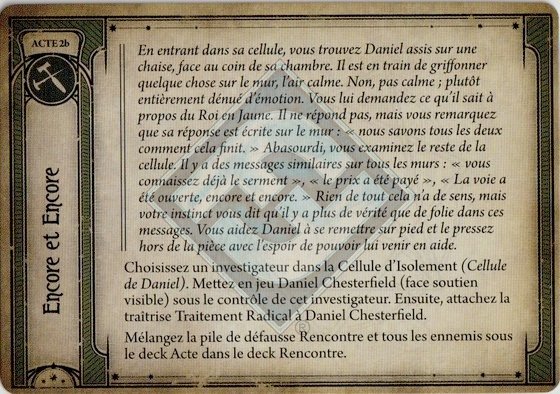 ACTE 2b
Encore et Encore
En entrant dans sa cellule, vous trouvez Daniel assis sur une
chaise, face au coin de sa chambre. Il est en train de griffonner
quelque chose sur le mur, l'air calme. Non, pas calme ; plutôt
entièrement dénué d'émotion. Vous lui demandez ce qu'il sait à
propos du Roi en Jaune. Il ne répond pas, mais vous remarquez
que sa réponse est écrite sur le mur : « nous savons tous les deux
comment cela finit. » Abasourdi, vous examinez le reste de la
cellule. Il y a des messages similaires sur tous les murs : « vous
connaissez déjà le serment », « le prix a été payé », « La voie a
été ouverte, encore et encore. » Rien de tout cela n'a de sens, mais
votre instinct vous dit qu'il y a plus de vérité que de folie dans ces
messages. Vous aidez Daniel à se remettre sur pied et le pressez
hors de la pièce avec l'espoir de pouvoir lui venir en aide.
Choisissez un investigateur dans la Cellule d'Isolement (Cellule
de Daniel). Mettez en jeu Daniel Chesterfield (face soutien
visible) sous le contrôle de cet investigateur. Ensuite, attachez la
traîtrise Traitement Radical à Daniel Chesterfield.
Mélangez la pile de défausse Rencontre et tous les ennemis sous
le deck Acte dans le deck Rencontre.
®